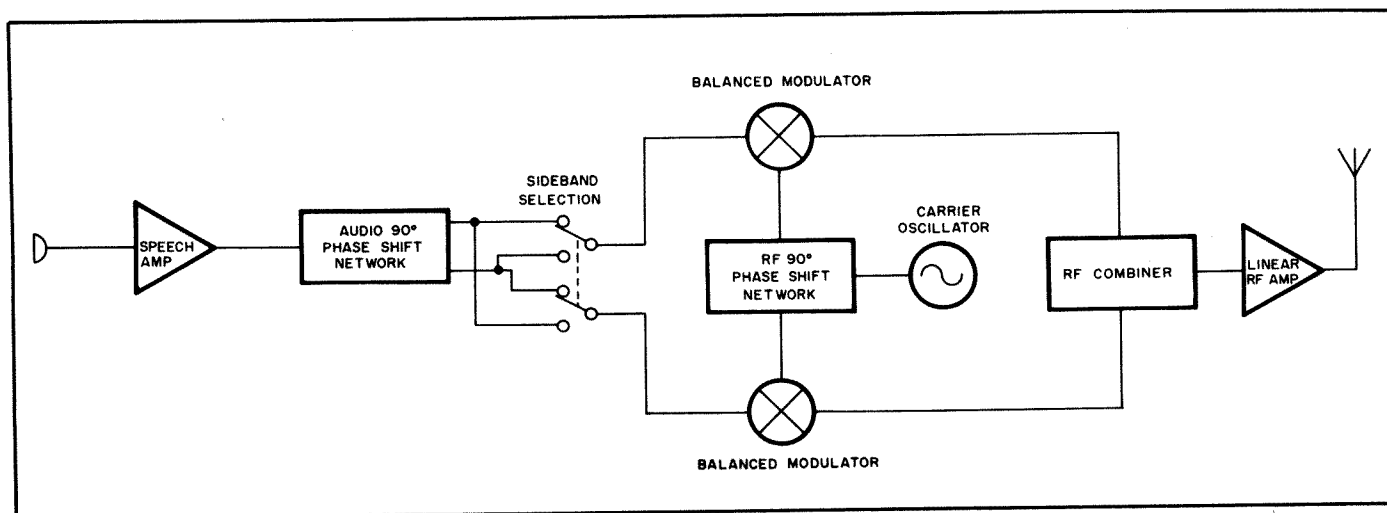 BALANCED MODULATOR
SIDEBAND
SELECTION
CARRIER
OSCILLATOR
SPEECH
AMP
AUDIO 90°
PHASE SHIFT
NETWORK
RF 90°
PHASE SHIFT
NETWORK
RF COMBINER
LINEAR
RF AMP
BALANCED MODULATOR